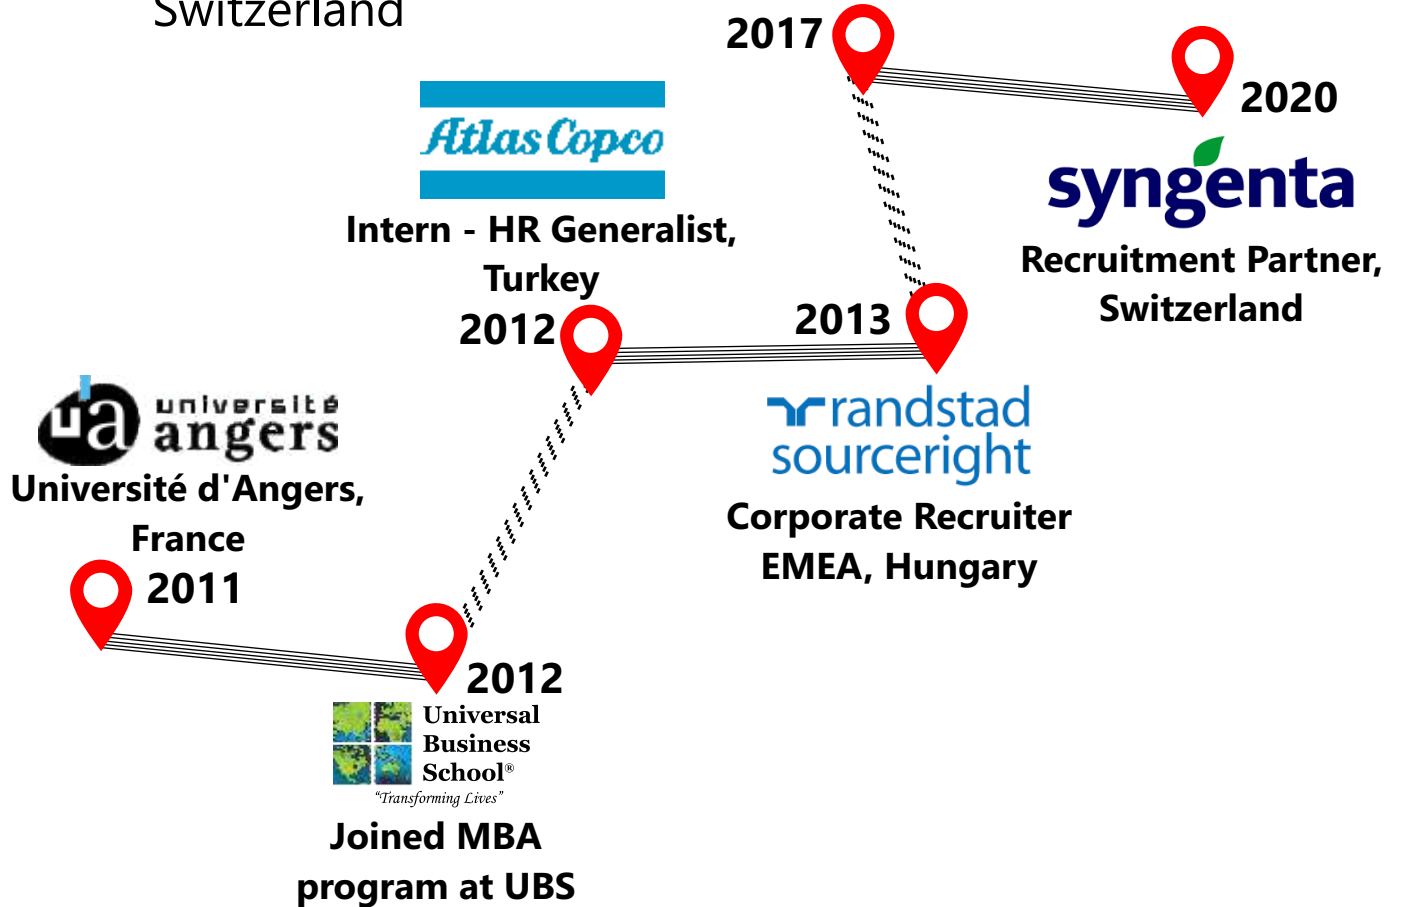 Switzerland
2017
2020
Atlas Copco
syngenta
Intern - HR Generalist,
Turkey
Recruitment Partner,
Switzerland
2012
2013
université
angers
ua
randstad
sourceright
Université d'Angers,
France
Corporate Recruiter
EMEA, Hungary
2011
2012
Universal
Business
School®
“Transforming Lives”
Joined MBA
program at UBS